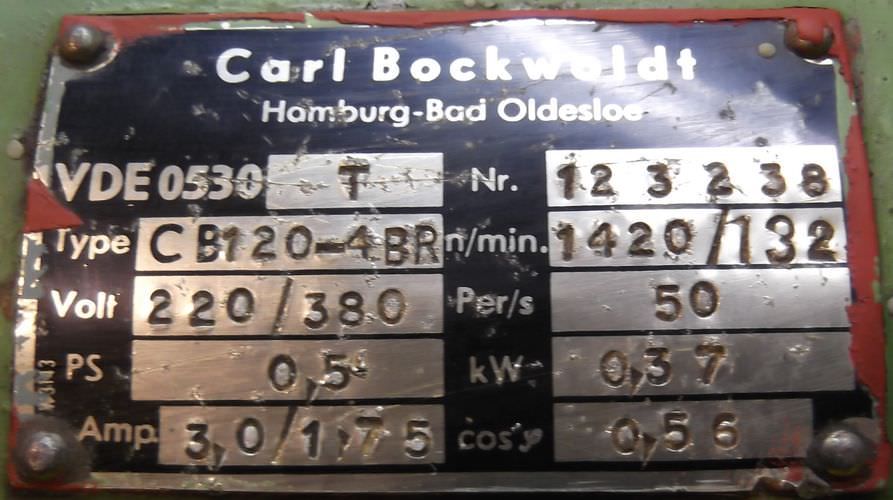 Carl Bockwoldt
Hamburg-Bad Oldesloe
VDE 0530 T Nr. 123238
Type CB120-4BR n/min. 1420/132
Volt 220/380 Per/s 50
PS 0,5 kW 0,37
Amp. 3,0/1,75 cosφ 0,56